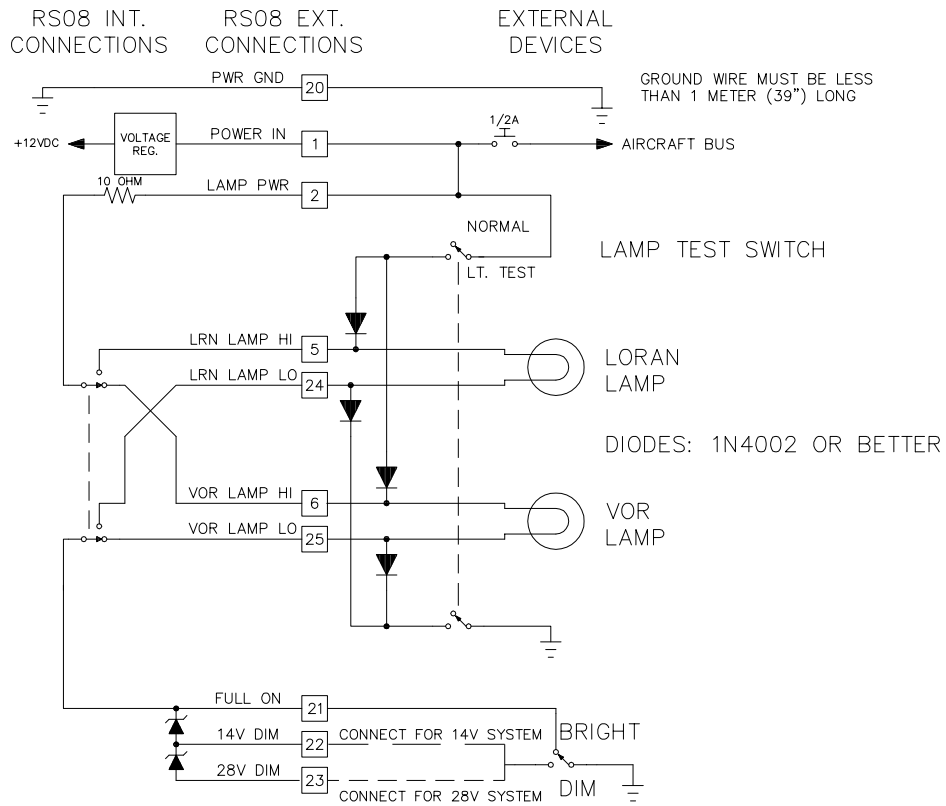 RS08 INT. CONNECTIONS
RS08 EXT. CONNECTIONS
EXTERNAL DEVICES
PWR GND
20
GROUND WIRE MUST BE LESS
THAN 1 METER (39") LONG
+12VDC
VOLTAGE
REG.
POWER IN
1
1/2A
AIRCRAFT BUS
10 OHM
LAMP PWR
2
NORMAL
LT. TEST
LAMP TEST SWITCH
LRN LAMP HI
5
LRN LAMP LO
24
LORAN
LAMP
DIODES: 1N4002 OR BETTER
VOR LAMP HI
6
VOR LAMP LO
25
VOR
LAMP
FULL ON
21
BRIGHT
14V DIM
22
CONNECT FOR 14V SYSTEM
28V DIM
23
CONNECT FOR 28V SYSTEM
DIM